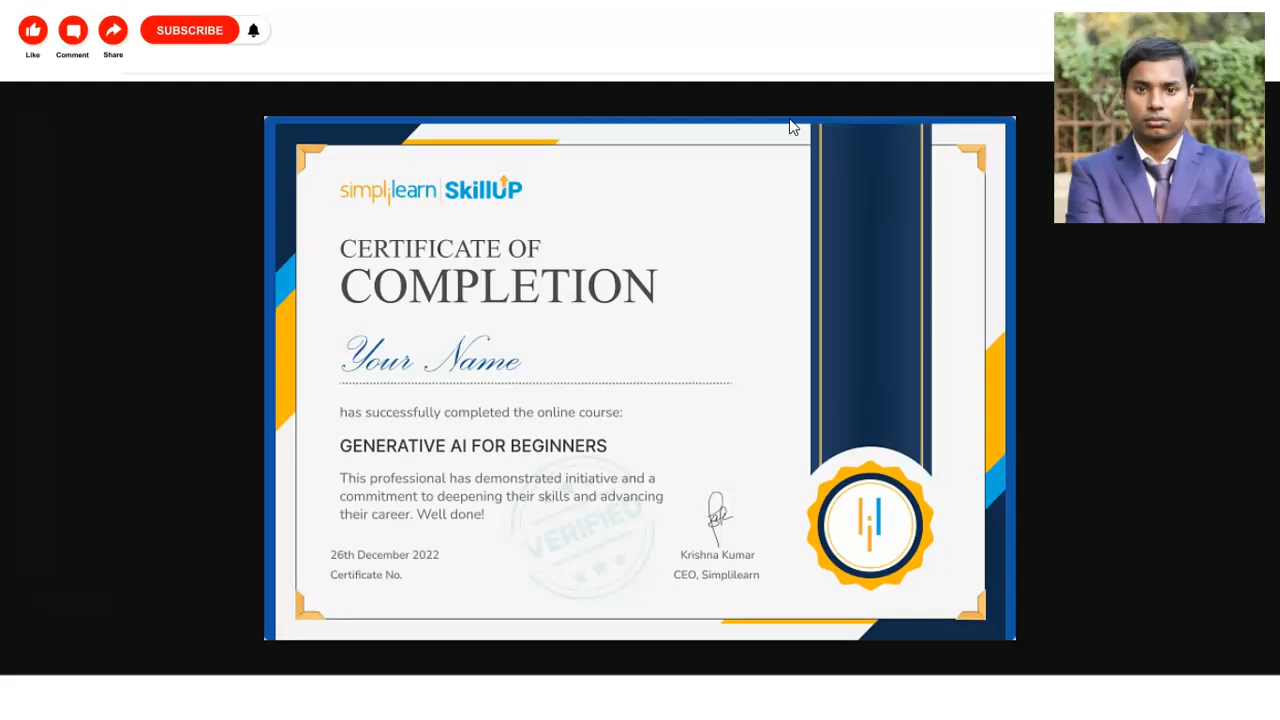 Like Comment Share
SUBSCRIBE
simplilearn | SkillUP
CERTIFICATE OF
COMPLETION
Your Name
has successfully completed the online course:
GENERATIVE AI FOR BEGINNERS
This professional has demonstrated initiative and a
commitment to deepening their skills and advancing
their career. Well done!
VERIFIED
26th December 2022
Certificate No.
Krishna Kumar
CEO, Simplilearn